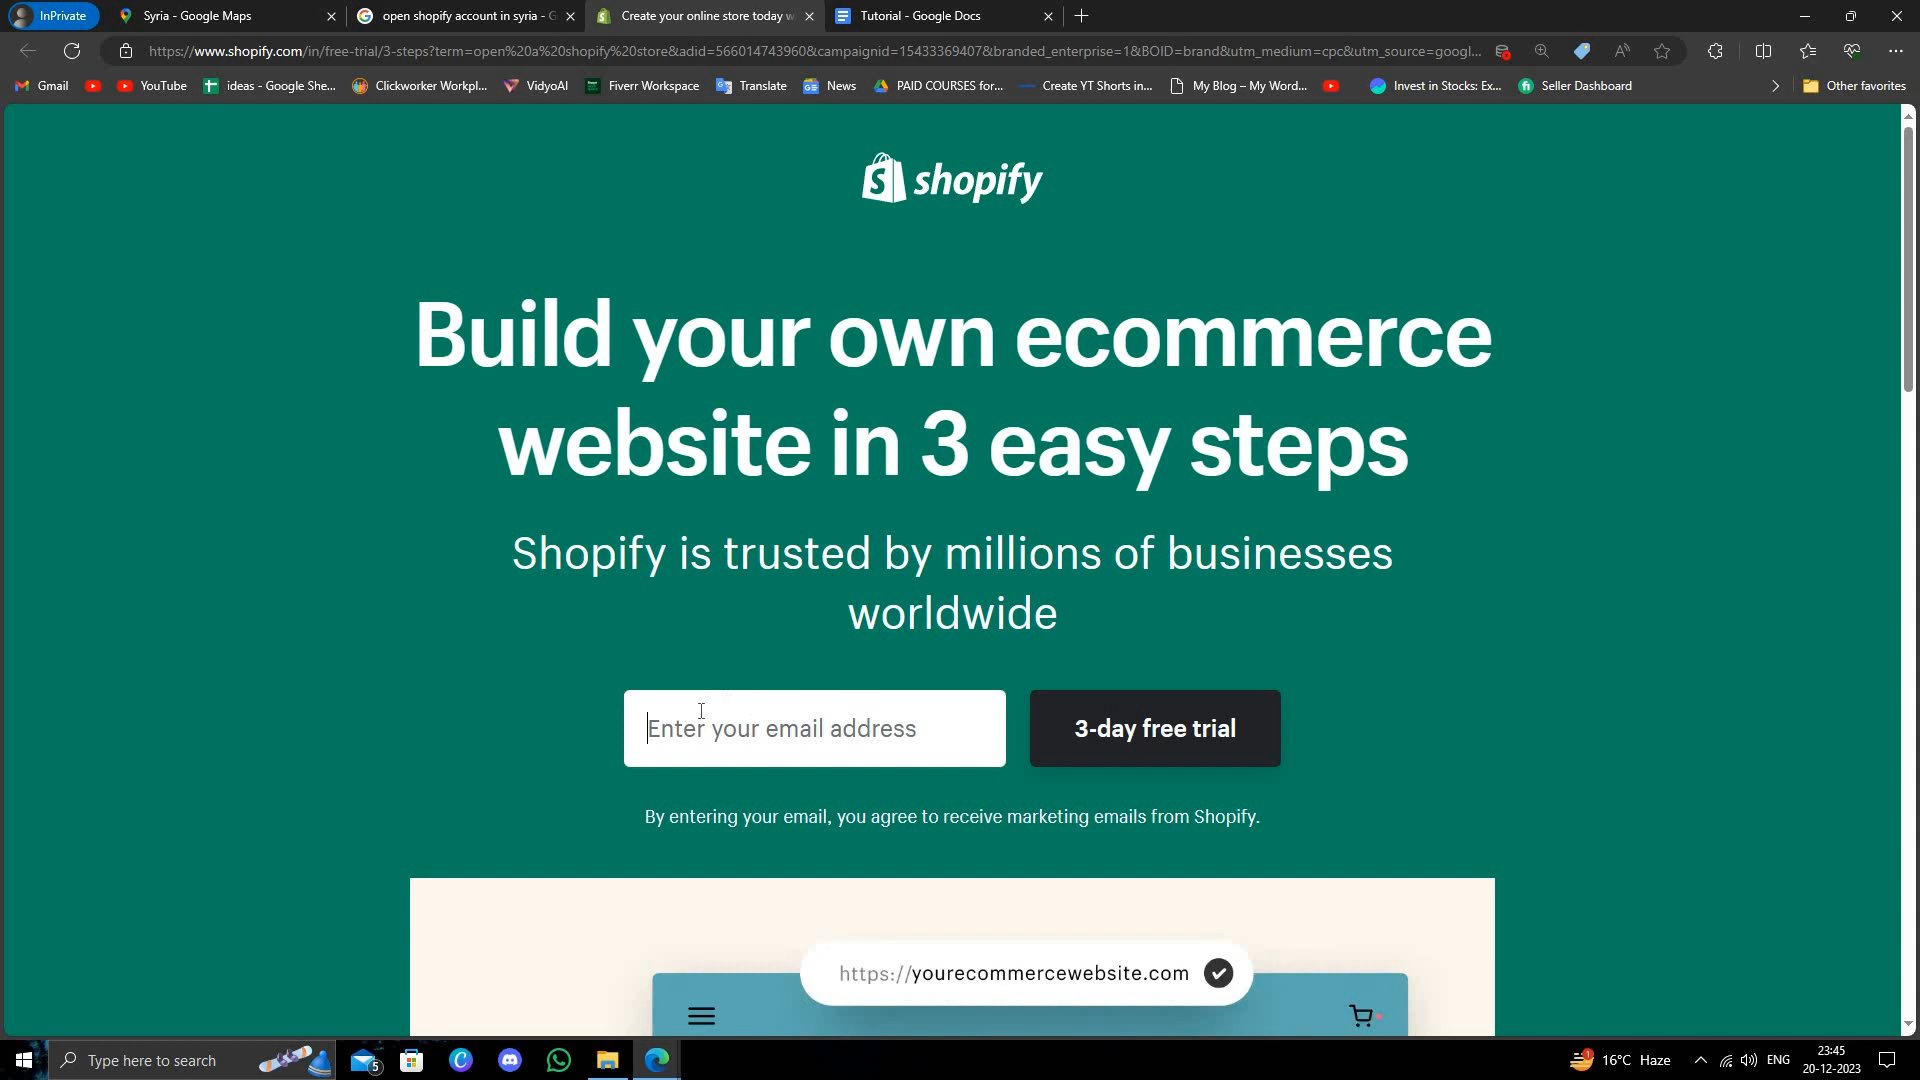 InPrivate
Syria - Google Maps
open shopify account in syria - G
Create your online store today w
Tutorial - Google Docs
https://www.shopify.com/in/free-trial/3-steps?term=open%20a%20shopify%20store&adid=566014743960&campaignid=15433369407&branded_enterprise=1&BOID=brand&utm_medium=cpc&utm_source=googl...
Gmail
YouTube
ideas - Google She...
Clickworker Workpl...
VidyoAI
Fiverr Workspace
Translate
News
PAID COURSES for...
Create YT Shorts in...
My Blog – My Word...
Invest in Stocks: Ex...
Seller Dashboard
Other favorites
shopify
Build your own ecommerce
website in 3 easy steps
Shopify is trusted by millions of businesses
worldwide
Enter your email address
3-day free trial
By entering your email, you agree to receive marketing emails from Shopify.
https://yourecommercewebsite.com
Type here to search
5
1
16°C Haze
ENG
23:45
20-12-2023